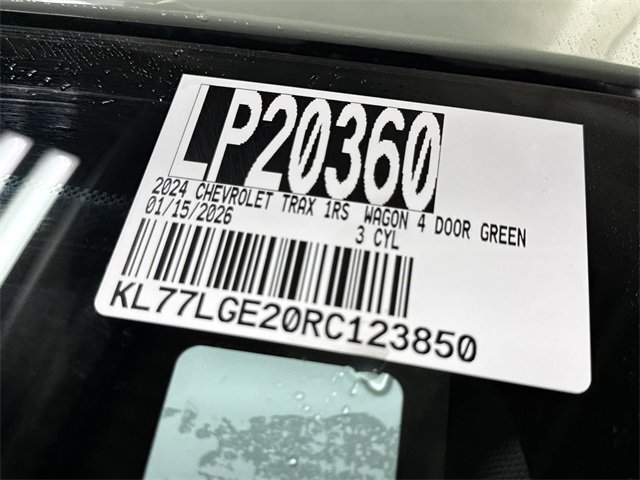 LP20360
2024 CHEVROLET TRAX 1RS WAGON 4 DOOR GREEN
01/15/2026 3 CYL
KL77LGE20RC123850